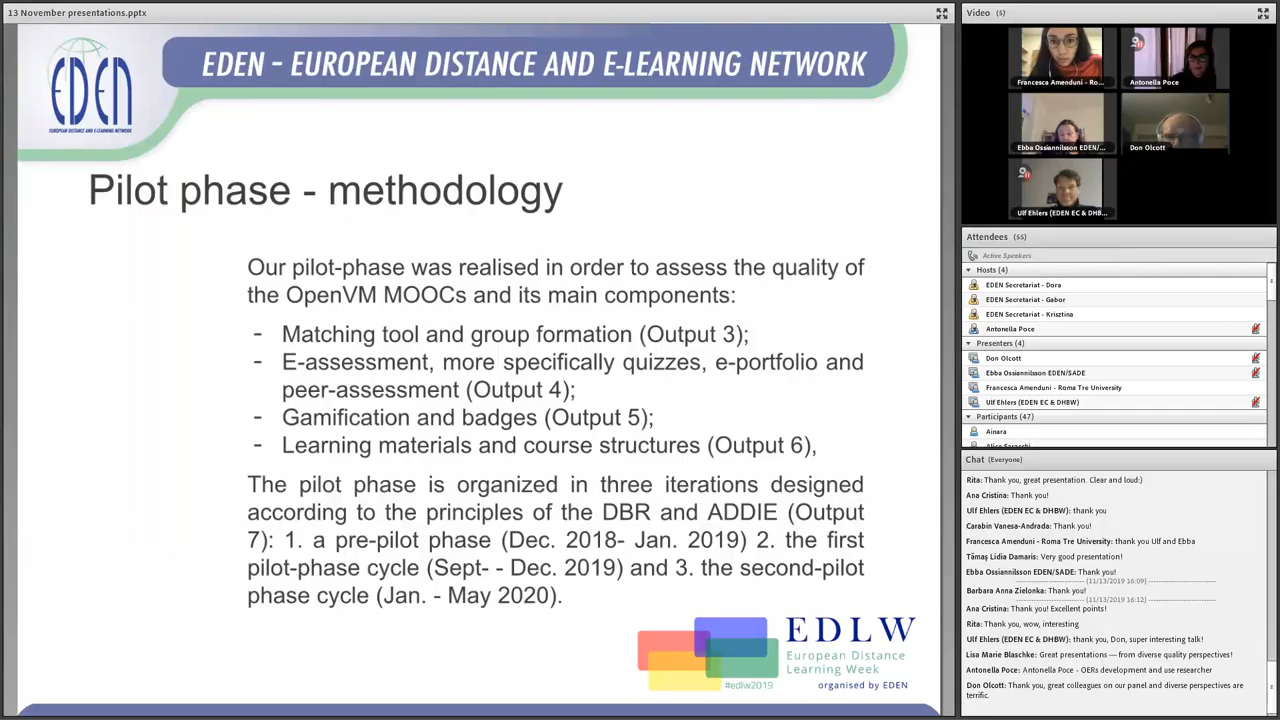 13 November presentations.pptx
EDEN
EUROPEAN DISTANCE AND E-LEARNING NETWORK
EDEN – EUROPEAN DISTANCE AND E-LEARNING NETWORK
Pilot phase - methodology
Our pilot-phase was realised in order to assess the quality of
the OpenVM MOOCs and its main components:
- Matching tool and group formation (Output 3);
- E-assessment, more specifically quizzes, e-portfolio and
peer-assessment (Output 4);
- Gamification and badges (Output 5);
- Learning materials and course structures (Output 6),
The pilot phase is organized in three iterations designed
according to the principles of the DBR and ADDIE (Output
7): 1. a pre-pilot phase (Dec. 2018- Jan. 2019) 2. the first
pilot-phase cycle (Sept- - Dec. 2019) and 3. the second-pilot
phase cycle (Jan. - May 2020).
EDLW
European Distance
Learning Week
#edlw2019
organised by EDEN
Video (5)
Francesca Amenduni - Ro...
Antonella Poce
Ebba Ossiannilsson EDEN/...
Don Olcott
Ulf Ehlers (EDEN EC & DHB...
Attendees (55)
Active Speakers
Hosts (4)
EDEN Secretariat - Dora
EDEN Secretariat - Gabor
EDEN Secretariat - Krisztina
Antonella Poce
Presenters (4)
Don Olcott
Ebba Ossiannilsson EDEN/SADE
Francesca Amenduni - Roma Tre University
Ulf Ehlers (EDEN EC & DHBW)
Participants (47)
Ainara
Chat (Everyone)
Rita: Thank you, great presentation. Clear and loud:)
Ana Cristina: Thank you!
Ulf Ehlers (EDEN EC & DHBW): thank you
Carabin Vanesa-Andrada: Thank you!
Francesca Amenduni - Roma Tre University: thank you Ulf and Ebba
Tămaș Lidia Damaris: Very good presentation!
Ebba Ossiannilsson EDEN/SADE: Thank you!
(11/13/2019 16:09)
Barbara Anna Zielonka: Thank you!
(11/13/2019 16:12)
Ana Cristina: Thank you! Excellent points!
Rita: Thank you, wow, interesting
Ulf Ehlers (EDEN EC & DHBW): thank you, Don, super interesting talk!
Lisa Marie Blaschke: Great presentations — from diverse quality perspectives!
Antonella Poce: Antonella Poce - OERs development and use researcher
Don Olcott: Thank you, great colleagues on our panel and diverse perspectives are
terrific.